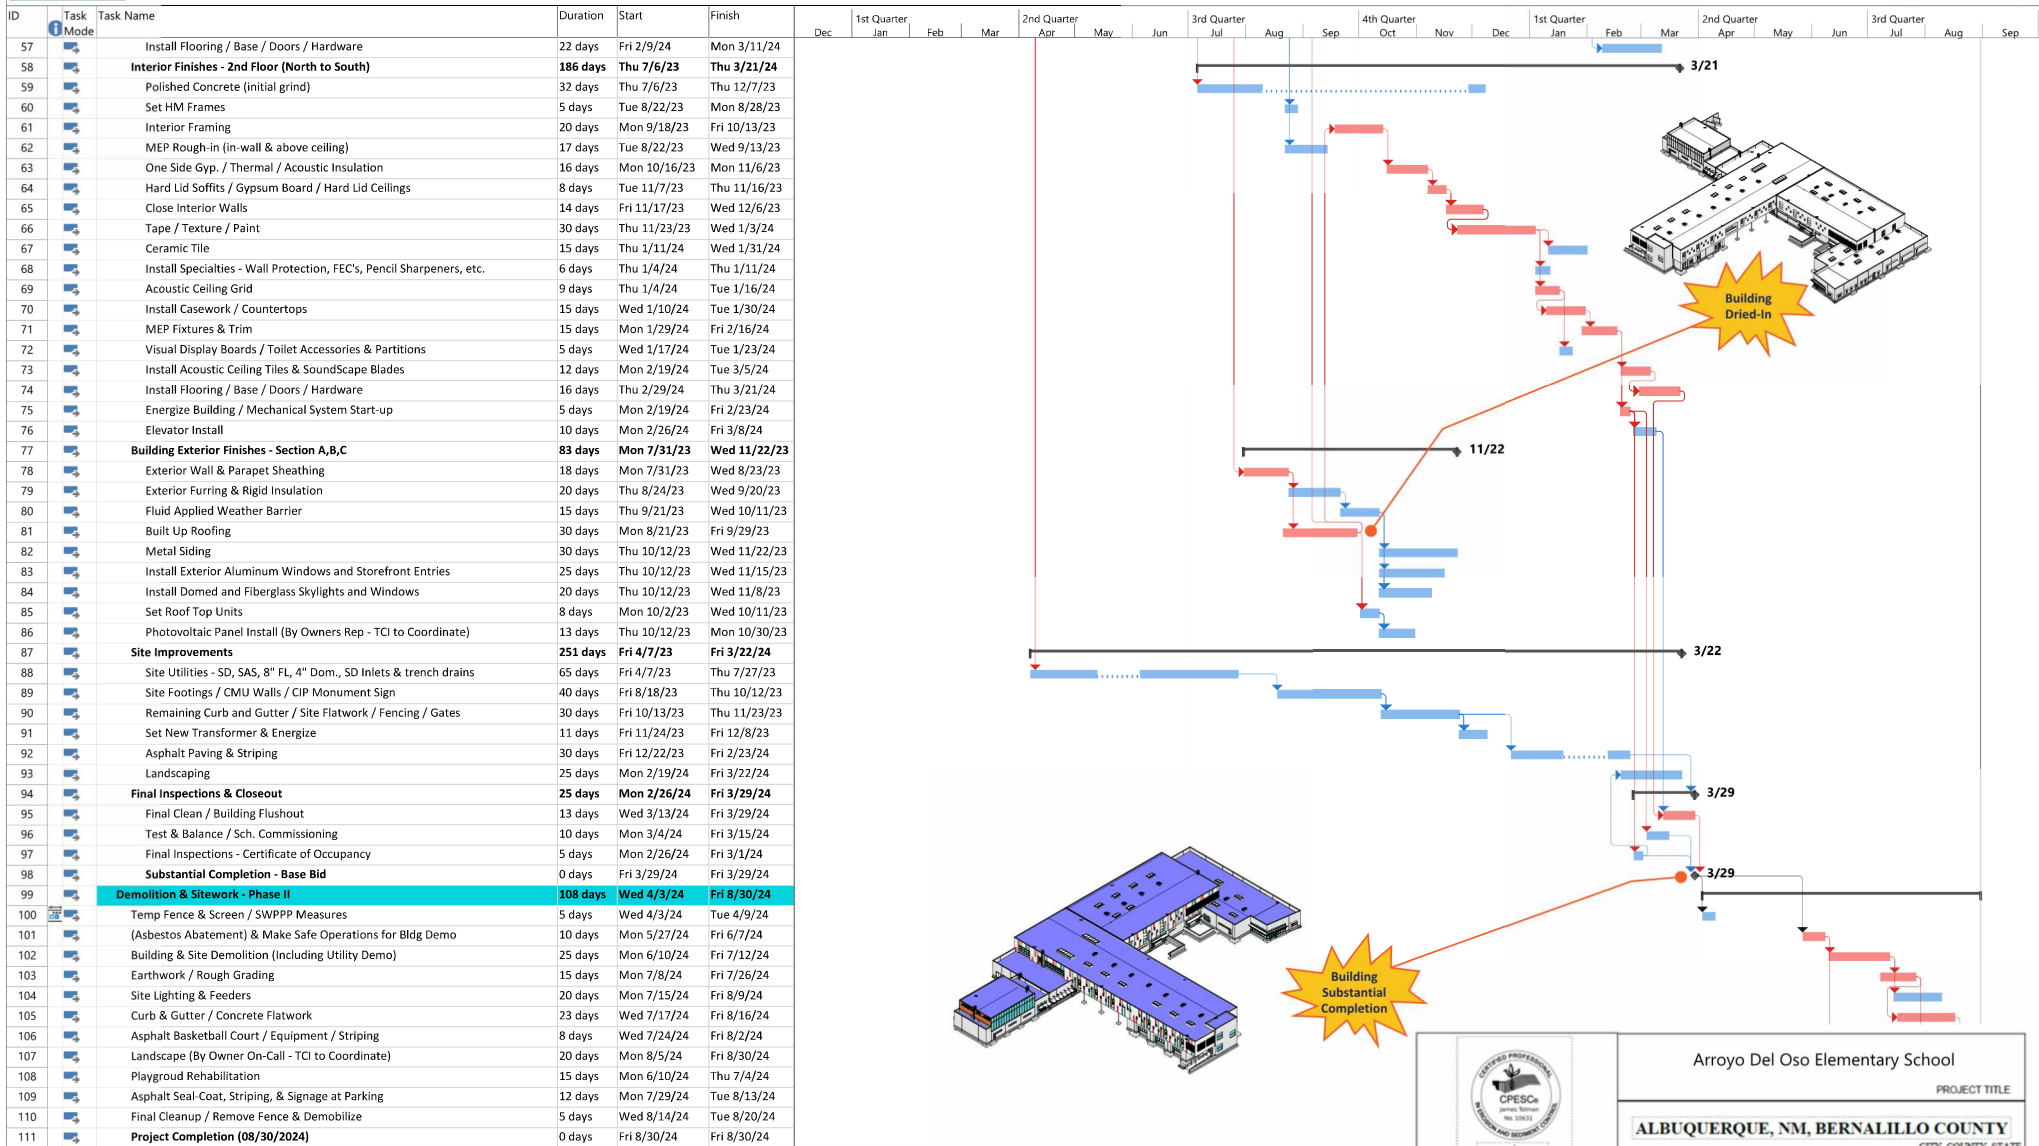 ID Task Mode Task Name Duration Start Finish
1st Quarter 2nd Quarter 3rd Quarter 4th Quarter 1st Quarter 2nd Quarter 3rd Quarter
Dec Jan Feb Mar Apr May Jun Jul Aug Sep Oct Nov Dec Jan Feb Mar Apr May Jun Jul Aug Sep
57 Install Flooring / Base / Doors / Hardware 22 days Fri 2/9/24 Mon 3/11/24
58 Interior Finishes - 2nd Floor (North to South) 186 days Thu 7/6/23 Thu 3/21/24 3/21
59 Polished Concrete (initial grind) 32 days Thu 7/6/23 Thu 12/7/23
60 Set HM Frames 5 days Tue 8/22/23 Mon 8/28/23
61 Interior Framing 20 days Mon 9/18/23 Fri 10/13/23
62 MEP Rough-in (in-wall & above ceiling) 17 days Tue 8/22/23 Wed 9/13/23
63 One Side Gyp. / Thermal / Acoustic Insulation 16 days Mon 10/16/23 Mon 11/6/23
64 Hard Lid Soffits / Gypsum Board / Hard Lid Ceilings 8 days Tue 11/7/23 Thu 11/16/23
65 Close Interior Walls 14 days Fri 11/17/23 Wed 12/6/23
66 Tape / Texture / Paint 30 days Thu 11/23/23 Wed 1/3/24
67 Ceramic Tile 15 days Thu 1/11/24 Wed 1/31/24
68 Install Specialties - Wall Protection, FEC's, Pencil Sharpeners, etc. 6 days Thu 1/4/24 Thu 1/11/24
69 Acoustic Ceiling Grid 9 days Thu 1/4/24 Tue 1/16/24
70 Install Casework / Countertops 15 days Wed 1/10/24 Tue 1/30/24
71 MEP Fixtures & Trim 15 days Mon 1/29/24 Fri 2/16/24
72 Visual Display Boards / Toilet Accessories & Partitions 5 days Wed 1/17/24 Tue 1/23/24
73 Install Acoustic Ceiling Tiles & SoundScape Blades 12 days Mon 2/19/24 Tue 3/5/24
74 Install Flooring / Base / Doors / Hardware 16 days Thu 2/29/24 Thu 3/21/24
75 Energize Building / Mechanical System Start-up 5 days Mon 2/19/24 Fri 2/23/24
76 Elevator Install 10 days Mon 2/26/24 Fri 3/8/24
77 Building Exterior Finishes - Section A,B,C 83 days Mon 7/31/23 Wed 11/22/23 11/22
78 Exterior Wall & Parapet Sheathing 18 days Mon 7/31/23 Wed 8/23/23
79 Exterior Furring & Rigid Insulation 20 days Thu 8/24/23 Wed 9/20/23
80 Fluid Applied Weather Barrier 15 days Thu 9/21/23 Wed 10/11/23
81 Built Up Roofing 30 days Mon 8/21/23 Fri 9/29/23
82 Metal Siding 30 days Thu 10/12/23 Wed 11/22/23
83 Install Exterior Aluminum Windows and Storefront Entries 25 days Thu 10/12/23 Wed 11/15/23
84 Install Domed and Fiberglass Skylights and Windows 20 days Thu 10/12/23 Wed 11/8/23
85 Set Roof Top Units 8 days Mon 10/2/23 Wed 10/11/23
86 Photovoltaic Panel Install (By Owners Rep - TCI to Coordinate) 13 days Thu 10/12/23 Mon 10/30/23
87 Site Improvements 251 days Fri 4/7/23 Fri 3/22/24 3/22
88 Site Utilities - SD, SAS, 8" FL, 4" Dom., SD Inlets & trench drains 65 days Fri 4/7/23 Thu 7/27/23
89 Site Footings / CMU Walls / CIP Monument Sign 40 days Fri 8/18/23 Thu 10/12/23
90 Remaining Curb and Gutter / Site Flatwork / Fencing / Gates 30 days Fri 10/13/23 Thu 11/23/23
91 Set New Transformer & Energize 11 days Fri 11/24/23 Fri 12/8/23
92 Asphalt Paving & Striping 30 days Fri 12/22/23 Fri 2/23/24
93 Landscaping 25 days Mon 2/19/24 Fri 3/22/24
94 Final Inspections & Closeout 25 days Mon 2/26/24 Fri 3/29/24 3/29
95 Final Clean / Building Flushout 13 days Wed 3/13/24 Fri 3/29/24
96 Test & Balance / Sch. Commissioning 10 days Mon 3/4/24 Fri 3/15/24
97 Final Inspections - Certificate of Occupancy 5 days Mon 2/26/24 Fri 3/1/24
98 Substantial Completion - Base Bid 0 days Fri 3/29/24 Fri 3/29/24 3/29
99 Demolition & Sitework - Phase II 108 days Wed 4/3/24 Fri 8/30/24
100 Temp Fence & Screen / SWPPP Measures 5 days Wed 4/3/24 Tue 4/9/24
101 (Asbestos Abatement) & Make Safe Operations for Bldg Demo 10 days Mon 5/27/24 Fri 6/7/24
102 Building & Site Demolition (Including Utility Demo) 25 days Mon 6/10/24 Fri 7/12/24
103 Earthwork / Rough Grading 15 days Mon 7/8/24 Fri 7/26/24
104 Site Lighting & Feeders 20 days Mon 7/15/24 Fri 8/9/24
105 Curb & Gutter / Concrete Flatwork 23 days Wed 7/17/24 Fri 8/16/24
106 Asphalt Basketball Court / Equipment / Striping 8 days Wed 7/24/24 Fri 8/2/24
107 Landscape (By Owner On-Call - TCI to Coordinate) 20 days Mon 8/5/24 Fri 8/30/24
108 Playgroud Rehabilitation 15 days Mon 6/10/24 Thu 7/4/24
109 Asphalt Seal-Coat, Striping, & Signage at Parking 12 days Mon 7/29/24 Tue 8/13/24
110 Final Cleanup / Remove Fence & Demobilize 5 days Wed 8/14/24 Tue 8/20/24
111 Project Completion (08/30/2024) 0 days Fri 8/30/24 Fri 8/30/24
Building
Dried-In
Building
Substantial
Completion
CERTIFIED PROFESSIONAL
CPESC
James Tolman
No. 10631
IN EROSION AND SEDIMENT CONTROL
Arroyo Del Oso Elementary School
PROJECT TITLE
ALBUQUERQUE, NM, BERNALILLO COUNTY
CITY, COUNTY, STATE